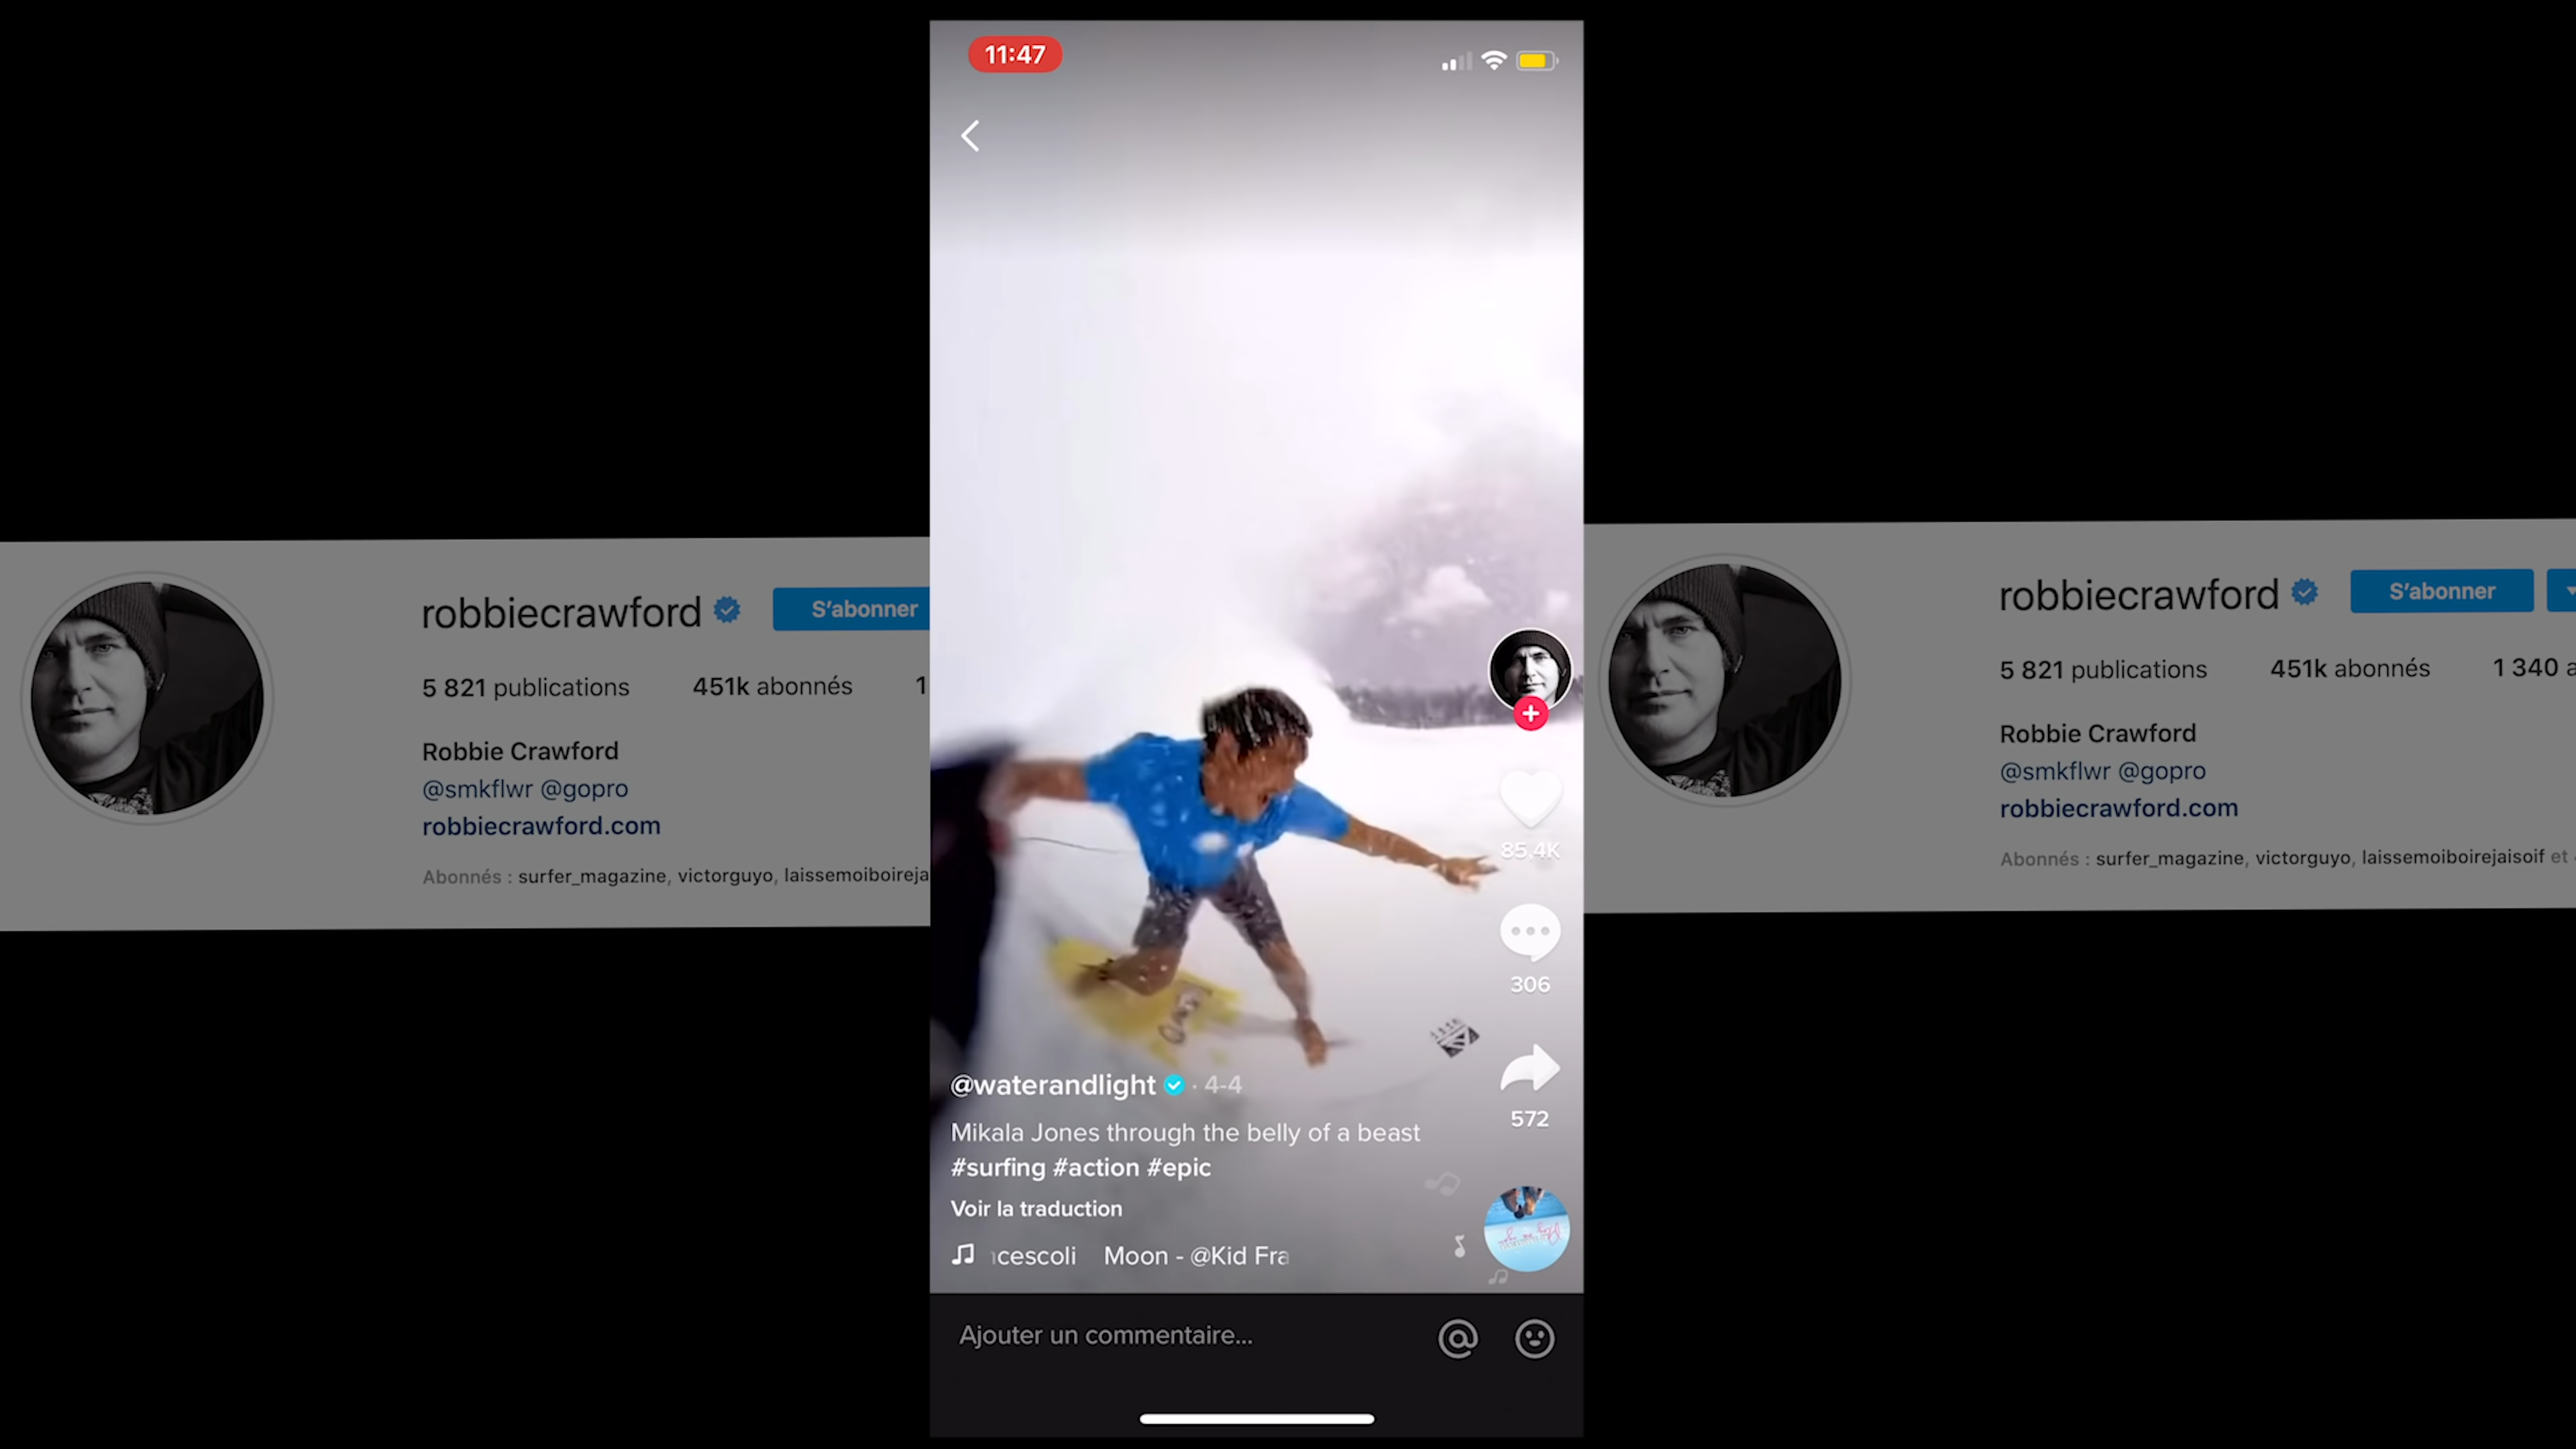 11:47
robbiecrawford
S'abonner
5 821 publications
451k abonnés
1
Robbie Crawford
@smkflwr @gopro
robbiecrawford.com
Abonnés : surfer_magazine, victorguyo, laissemoiboireja
85,4K
306
572
@waterandlight · 4-4
Mikala Jones through the belly of a beast
#surfing #action #epic
Voir la traduction
cescoli Moon - @Kid Fra
Ajouter un commentaire...
robbiecrawford
S'abonner
5 821 publications
451k abonnés
1 340 a
Robbie Crawford
@smkflwr @gopro
robbiecrawford.com
Abonnés : surfer_magazine, victorguyo, laissemoiboirejaisoif et